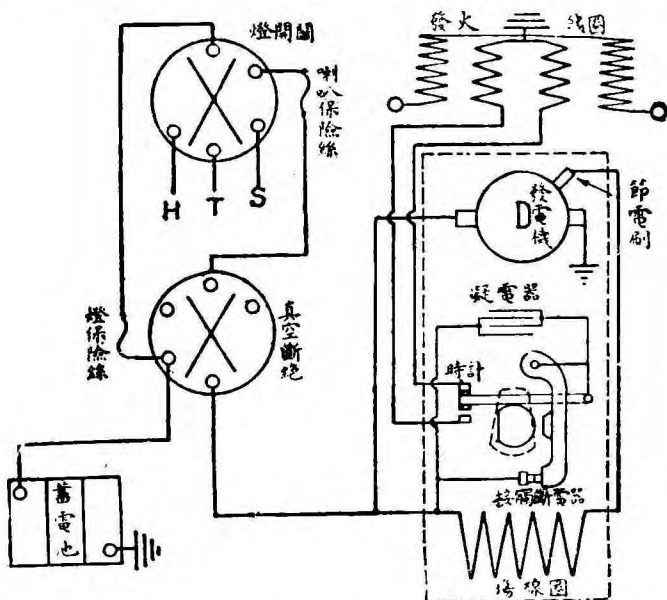 燈開關
喇叭保險絲
H T S
燈保險絲
真空斷絕
蓄電池
發火 線圈
發電機
D
節電刷
凝電器
時計
接觸斷電器
場線圈